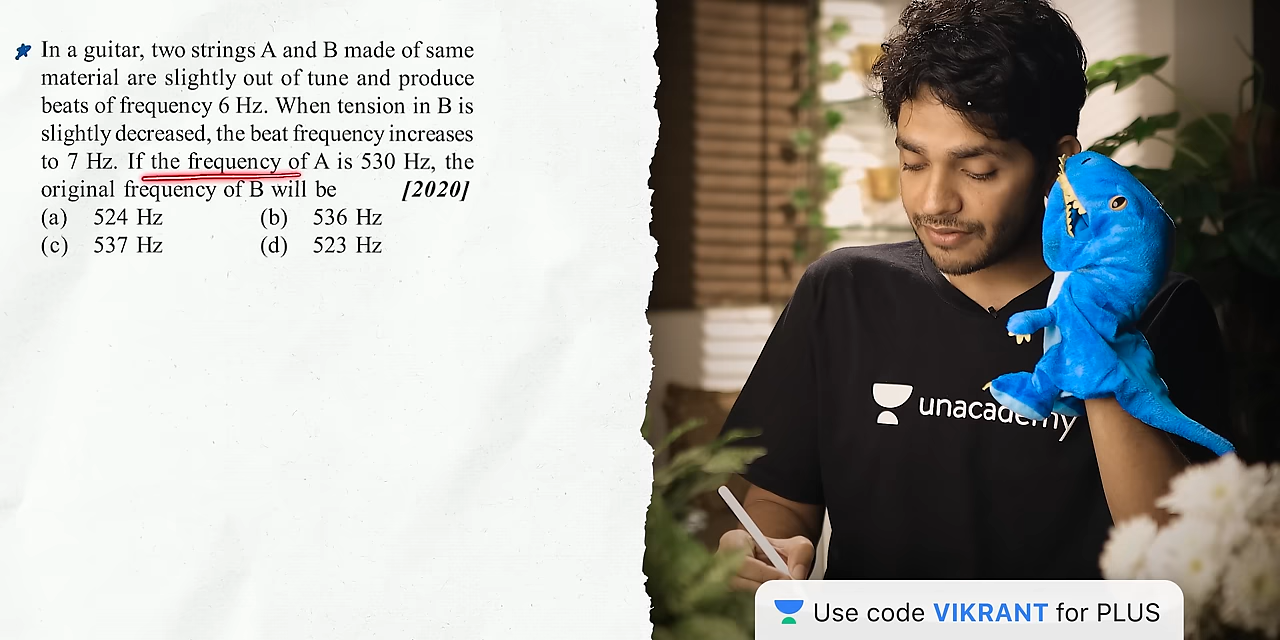 In a guitar, two strings A and B made of same
material are slightly out of tune and produce
beats of frequency 6 Hz. When tension in B is
slightly decreased, the beat frequency increases
to 7 Hz. If the frequency of A is 530 Hz, the
original frequency of B will be [2020]
(a) 524 Hz (b) 536 Hz
(c) 537 Hz (d) 523 Hz
unacademy
Use code VIKRANT for PLUS